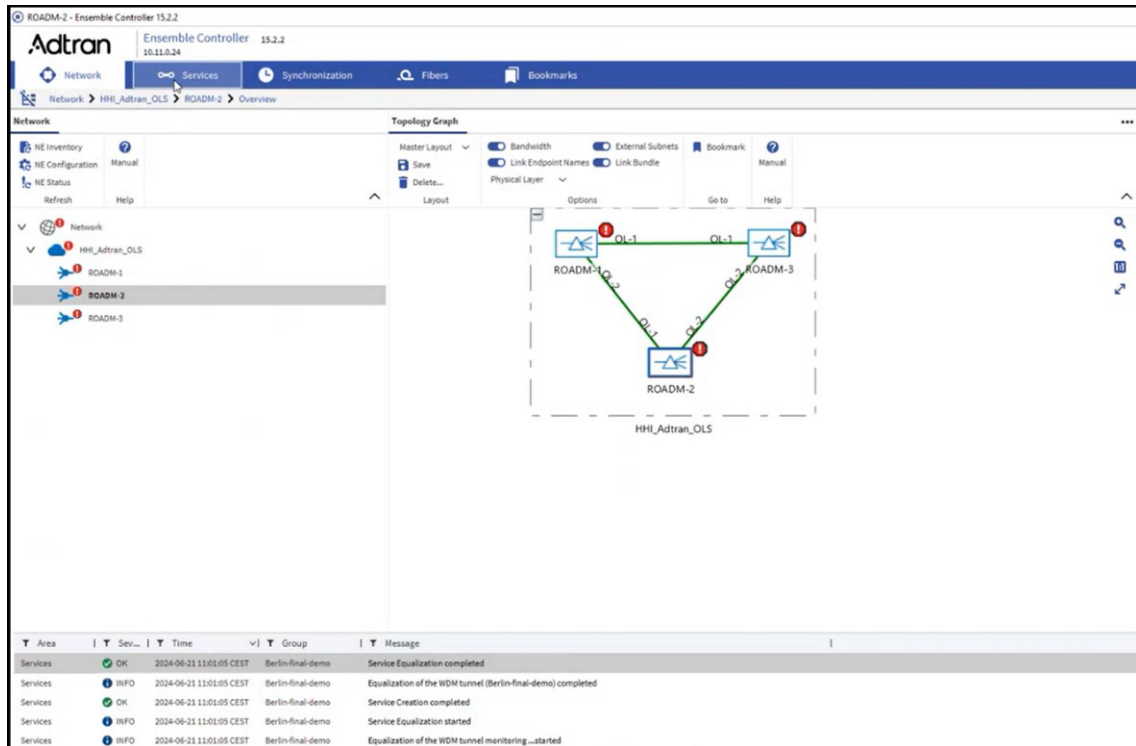 ROADM-2 - Ensemble Controller 15.2.2
Adtran
Ensemble Controller 15.2.2
10.11.0.24
Network Services Synchronization Fibers Bookmarks
Network > HHI_Adtran_OLS > ROADM-2 > Overview
Network
NE Inventory
NE Configuration
NE Status
Refresh
Manual
Help
Network
HHI_Adtran_OLS
ROADM-1
ROADM-2
ROADM-3
Topology Graph
Master Layout
Save
Delete...
Layout
Bandwidth External Subnets
Link Endpoint Names Link Bundle
Physical Layer
Options
Bookmark
Go to
Manual
Help
OL-1 OL-1
ROADM-1 ROADM-3
OL-2 OL-2
OL-1 OL-2
ROADM-2
HHI_Adtran_OLS
Area Sev... Time Group Message
Services OK 2024-06-21 11:01:05 CEST Berlin-final-demo Service Equalization completed
Services INFO 2024-06-21 11:01:05 CEST Berlin-final-demo Equalization of the WDM tunnel (Berlin-final-demo) completed
Services OK 2024-06-21 11:01:05 CEST Berlin-final-demo Service Creation completed
Services INFO 2024-06-21 11:01:05 CEST Berlin-final-demo Service Equalization started
Services INFO 2024-06-21 11:01:05 CEST Berlin-final-demo Equalization of the WDM tunnel monitoring ...started